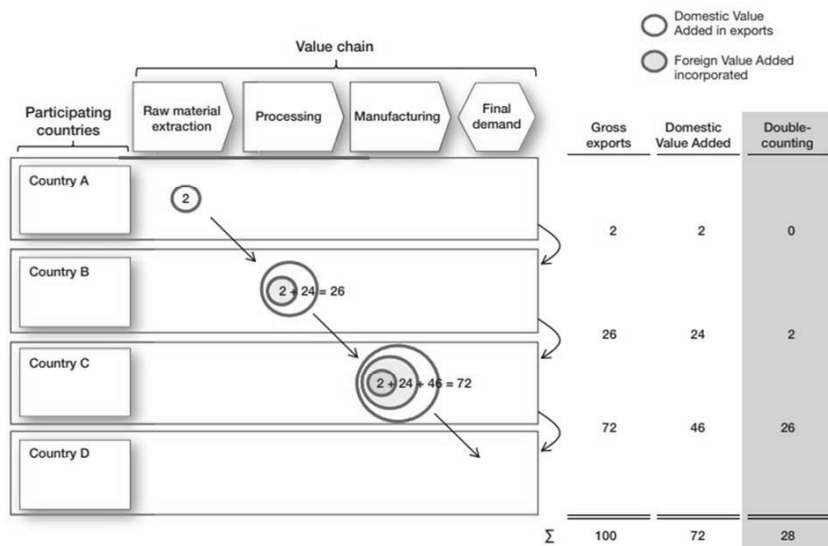 Domestic Value
Added in exports
Foreign Value Added
incorporated
Value chain
Participating
countries
Raw material
extraction
Processing
Manufacturing
Final
demand
Gross
exports
Domestic
Value Added
Double-
counting
Country A
2
2 2 0
Country B
2 + 24 = 26
26 24 2
Country C
2 + 24 + 46 = 72
72 46 26
Country D
Σ 100 72 28